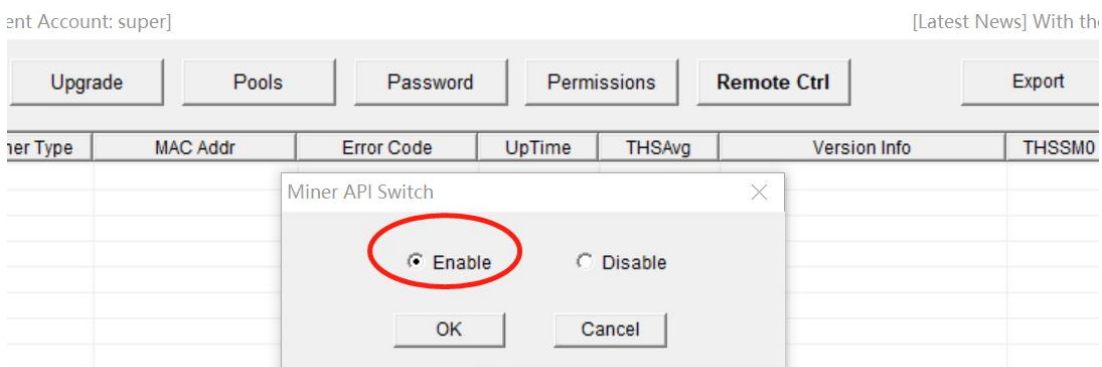 ent Account: super] [Latest News] With the
Upgrade Pools Password Permissions Remote Ctrl Export
ner Type MAC Addr Error Code UpTime THSAvg Version Info THSSM0
Miner API Switch
Enable Disable
OK Cancel